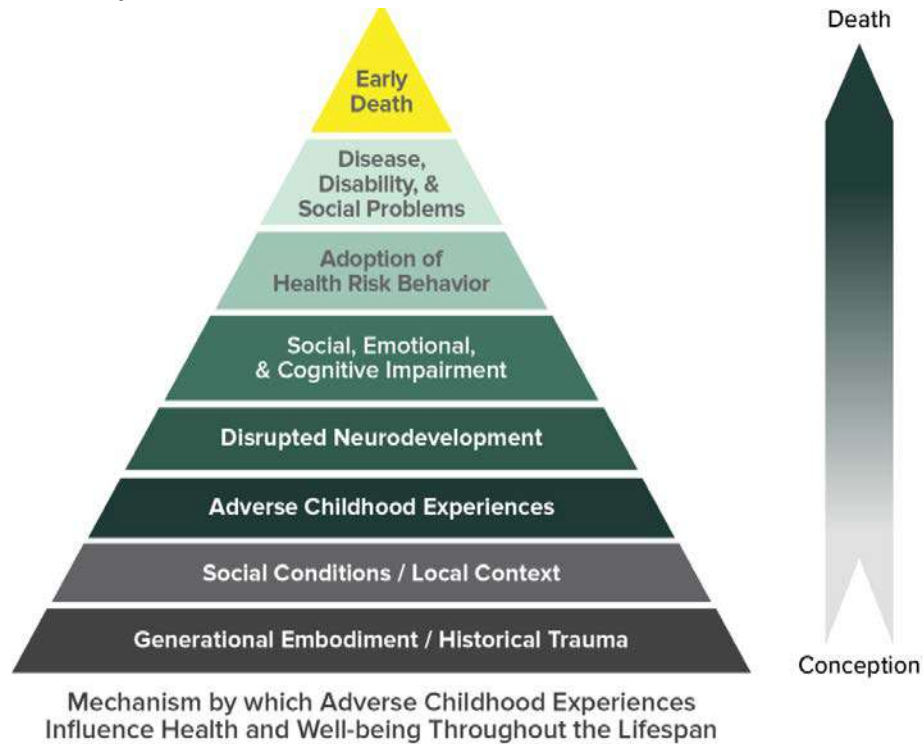 Death
Early
Death
Disease,
Disability, &
Social Problems
Adoption of
Health Risk Behavior
Social, Emotional,
& Cognitive Impairment
Disrupted Neurodevelopment
Adverse Childhood Experiences
Social Conditions / Local Context
Generational Embodiment / Historical Trauma
Conception
Mechanism by which Adverse Childhood Experiences
Influence Health and Well-being Throughout the Lifespan